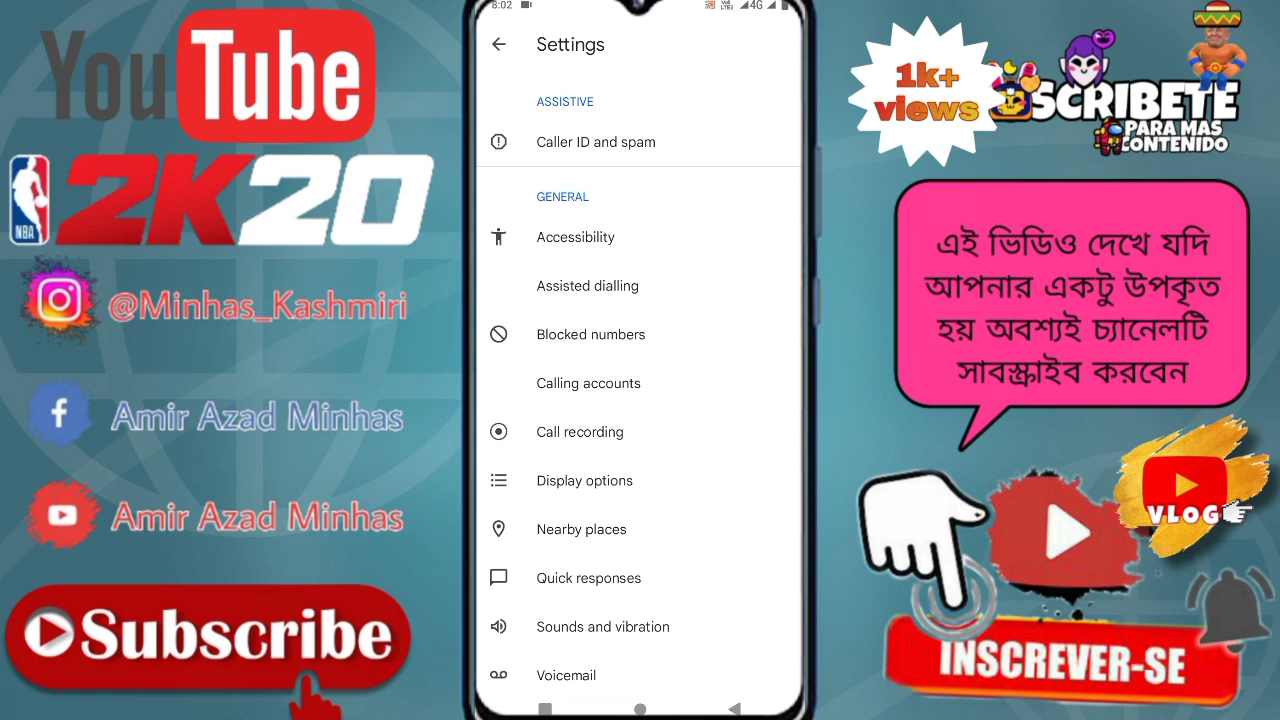 YouTube
NBA
2K20
@Minhas_Kashmiri
Amir Azad Minhas
Amir Azad Minhas
Subscribe
8:02
4G
Settings
ASSISTIVE
Caller ID and spam
GENERAL
Accessibility
Assisted dialling
Blocked numbers
Calling accounts
Call recording
Display options
Nearby places
Quick responses
Sounds and vibration
Voicemail
1k+
views
SCRIBETE
PARA MAS
CONTENIDO
এই ভিডিও দেখে যদি
আপনার একটু উপকৃত
হয় অবশ্যই চ্যানেলটি
সাবস্ক্রাইব করবেন
VLOG
INSCREVER-SE